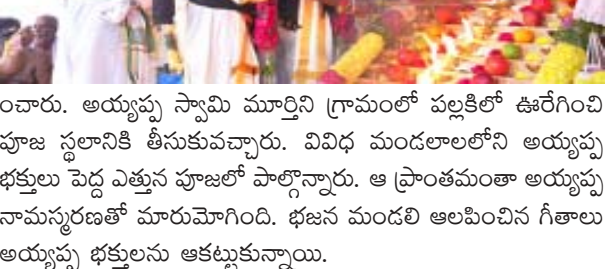 ంచారు. అయ్యప్ప స్వామి మూర్తిని గ్రామంలో పల్లకిలో ఊరేగించి
పూజ స్థలానికి తీసుకువచ్చారు. వివిధ మండలాలలోని అయ్యప్ప
భక్తులు పెద్ద ఎత్తున పూజలో పాల్గొన్నారు. ఆ ప్రాంతమంతా అయ్యప్ప
నామస్మరణతో మారుమోగింది. భజన మండలి ఆలపించిన గీతాలు
అయ్యప్ప భక్తులను ఆకట్టుకున్నాయి.